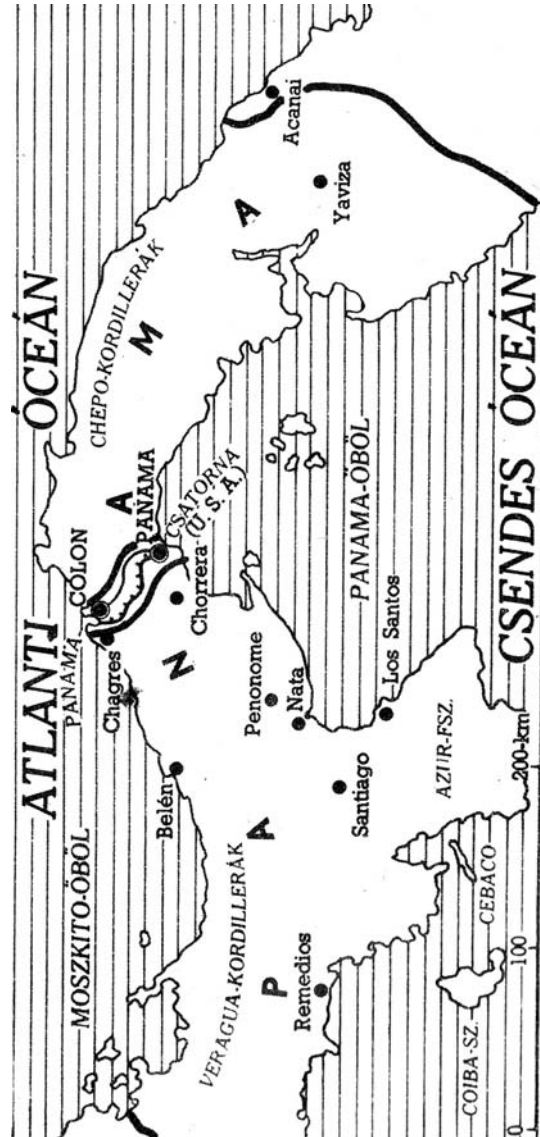 ATLANTI ÓCEÁN
MOSZKITÓ-ÖBÖL
PANAMA
COLON
CHEPO-KORDILLERÁK
Chagres
PANAMA
CSATORNA
(U. S. A.)
Belén
Chorrera
VERAGUA-KORDILLERÁK
P A N A M A
Acanai
Yaviza
Penonome
Nata
PANAMA-ÖBÖL
Remedios
Santiago
Los Santos
AZUR-FSZ.
CEBACO
COIBA-SZ.
CSENDES ÓCEÁN
0 100 200-km